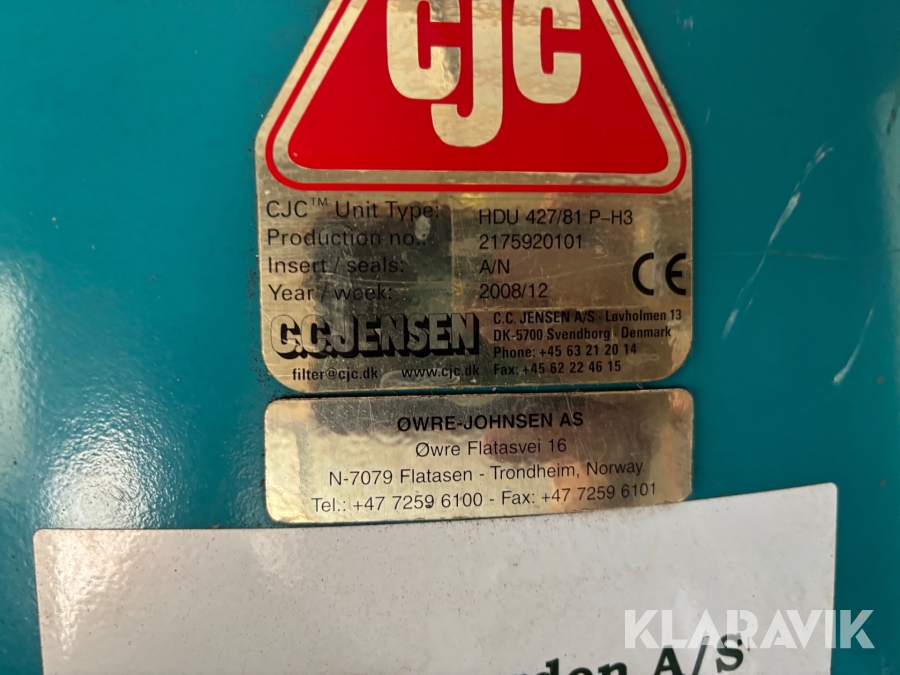 CJC
CJC™ Unit Type: HDU 427/81 P-H3
Production no.: 2175920101
Insert / seals: A/N
Year / week: 2008/12
CE
C.C.JENSEN
C.C. JENSEN A/S · Løvholmen 13
DK-5700 Svendborg · Denmark
Phone: +45 63 21 20 14
filter@cjc.dk www.cjc.dk Fax: +45 62 22 46 15
ØWRE-JOHNSEN AS
Øwre Flatasvei 16
N-7079 Flatasen - Trondheim, Norway
Tel.: +47 7259 6100 - Fax: +47 7259 6101
A/S
KLARAVIK